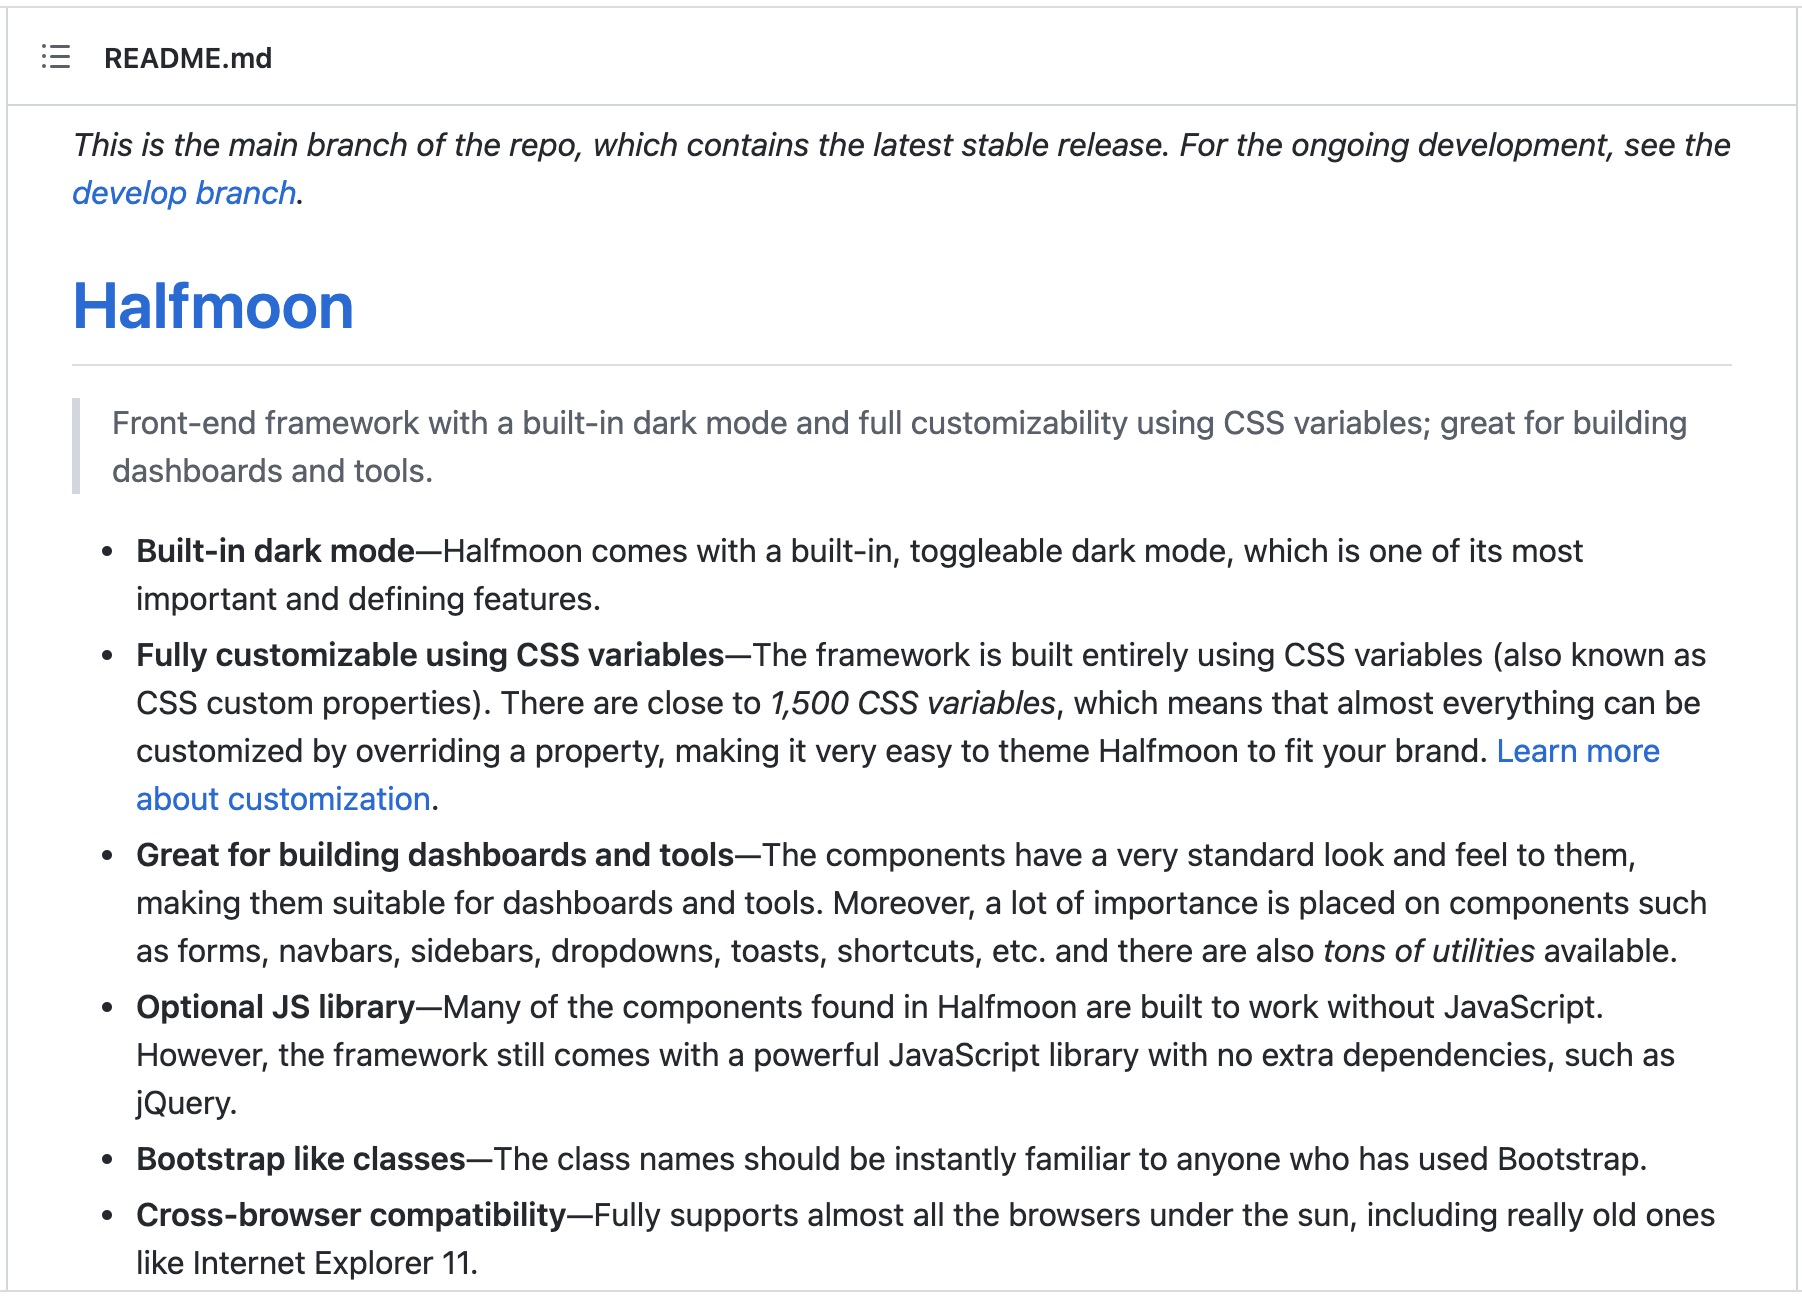 README.md
This is the main branch of the repo, which contains the latest stable release. For the ongoing development, see the
develop branch.
Halfmoon
Front-end framework with a built-in dark mode and full customizability using CSS variables; great for building
dashboards and tools.
• Built-in dark mode—Halfmoon comes with a built-in, toggleable dark mode, which is one of its most
important and defining features.
• Fully customizable using CSS variables—The framework is built entirely using CSS variables (also known as
CSS custom properties). There are close to 1,500 CSS variables, which means that almost everything can be
customized by overriding a property, making it very easy to theme Halfmoon to fit your brand. Learn more
about customization.
• Great for building dashboards and tools—The components have a very standard look and feel to them,
making them suitable for dashboards and tools. Moreover, a lot of importance is placed on components such
as forms, navbars, sidebars, dropdowns, toasts, shortcuts, etc. and there are also tons of utilities available.
• Optional JS library—Many of the components found in Halfmoon are built to work without JavaScript.
However, the framework still comes with a powerful JavaScript library with no extra dependencies, such as
jQuery.
• Bootstrap like classes—The class names should be instantly familiar to anyone who has used Bootstrap.
• Cross-browser compatibility—Fully supports almost all the browsers under the sun, including really old ones
like Internet Explorer 11.